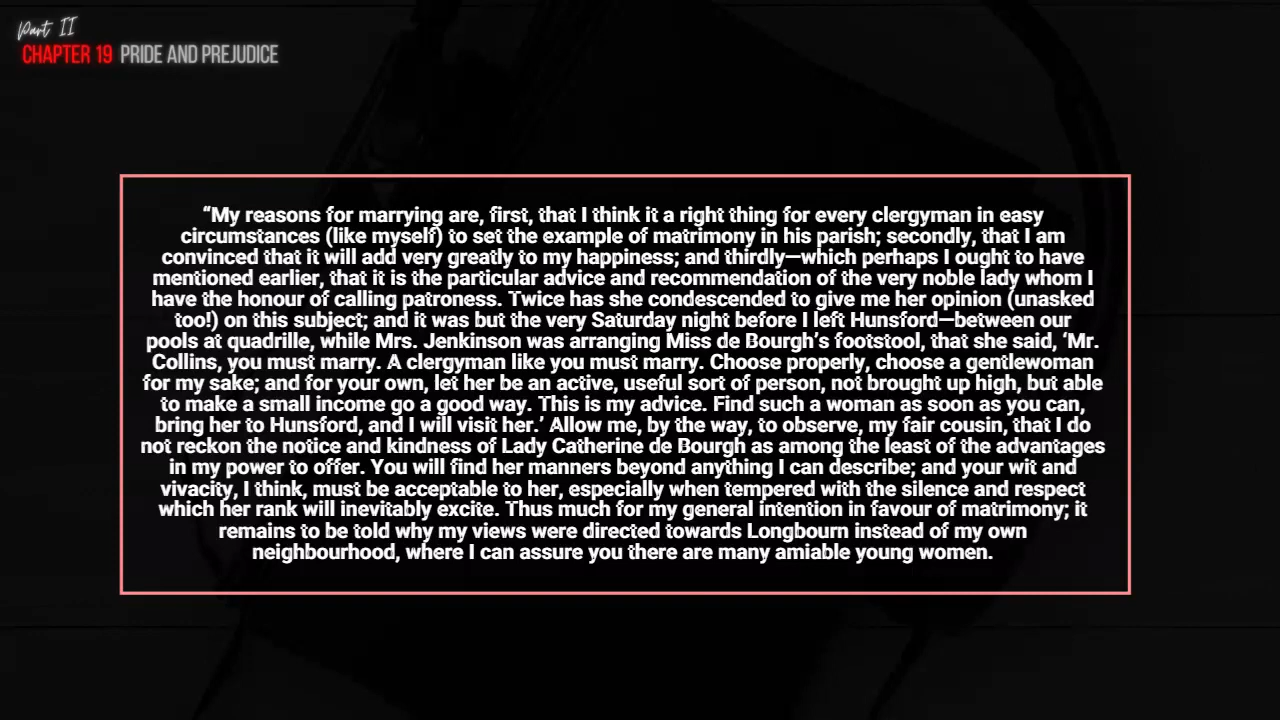 Part II
CHAPTER 19 PRIDE AND PREJUDICE
“My reasons for marrying are, first, that I think it a right thing for every clergyman in easy
circumstances (like myself) to set the example of matrimony in his parish; secondly, that I am
convinced that it will add very greatly to my happiness; and thirdly—which perhaps I ought to have
mentioned earlier, that it is the particular advice and recommendation of the very noble lady whom I
have the honour of calling patroness. Twice has she condescended to give me her opinion (unasked
too!) on this subject; and it was but the very Saturday night before I left Hunsford—between our
pools at quadrille, while Mrs. Jenkinson was arranging Miss de Bourgh’s footstool, that she said, ‘Mr.
Collins, you must marry. A clergyman like you must marry. Choose properly, choose a gentlewoman
for my sake; and for your own, let her be an active, useful sort of person, not brought up high, but able
to make a small income go a good way. This is my advice. Find such a woman as soon as you can,
bring her to Hunsford, and I will visit her.’ Allow me, by the way, to observe, my fair cousin, that I do
not reckon the notice and kindness of Lady Catherine de Bourgh as among the least of the advantages
in my power to offer. You will find her manners beyond anything I can describe; and your wit and
vivacity, I think, must be acceptable to her, especially when tempered with the silence and respect
which her rank will inevitably excite. Thus much for my general intention in favour of matrimony; it
remains to be told why my views were directed towards Longbourn instead of my own
neighbourhood, where I can assure you there are many amiable young women.